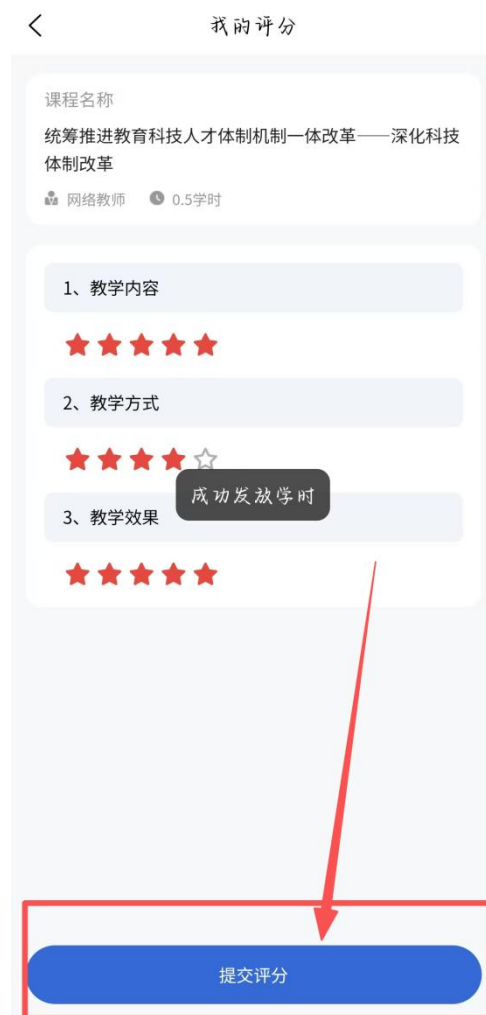 我的评分
课程名称
统筹推进教育科技人才体制机制一体改革——深化科技
体制改革
网络教师 0.5学时
1、教学内容
2、教学方式
成功发放学时
3、教学效果
提交评分